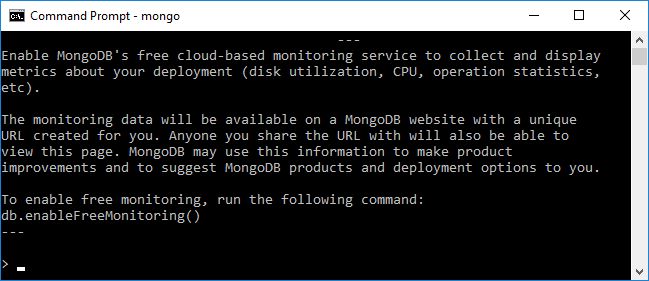 Command Prompt - mongo
---
Enable MongoDB's free cloud-based monitoring service to collect and display
metrics about your deployment (disk utilization, CPU, operation statistics,
etc).
The monitoring data will be available on a MongoDB website with a unique
URL created for you. Anyone you share the URL with will also be able to
view this page. MongoDB may use this information to make product
improvements and to suggest MongoDB products and deployment options to you.
To enable free monitoring, run the following command:
db.enableFreeMonitoring()
---
>